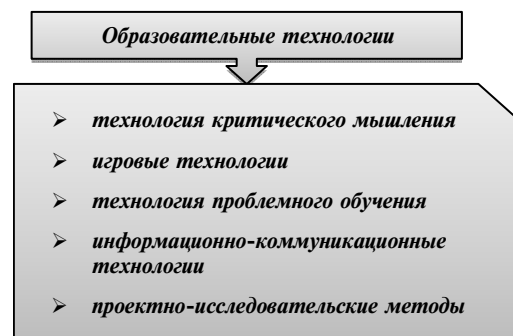 Образовательные технологии
➢ технология критического мышления
➢ игровые технологии
➢ технология проблемного обучения
➢ информационно-коммуникационные
технологии
➢ проектно-исследовательские методы